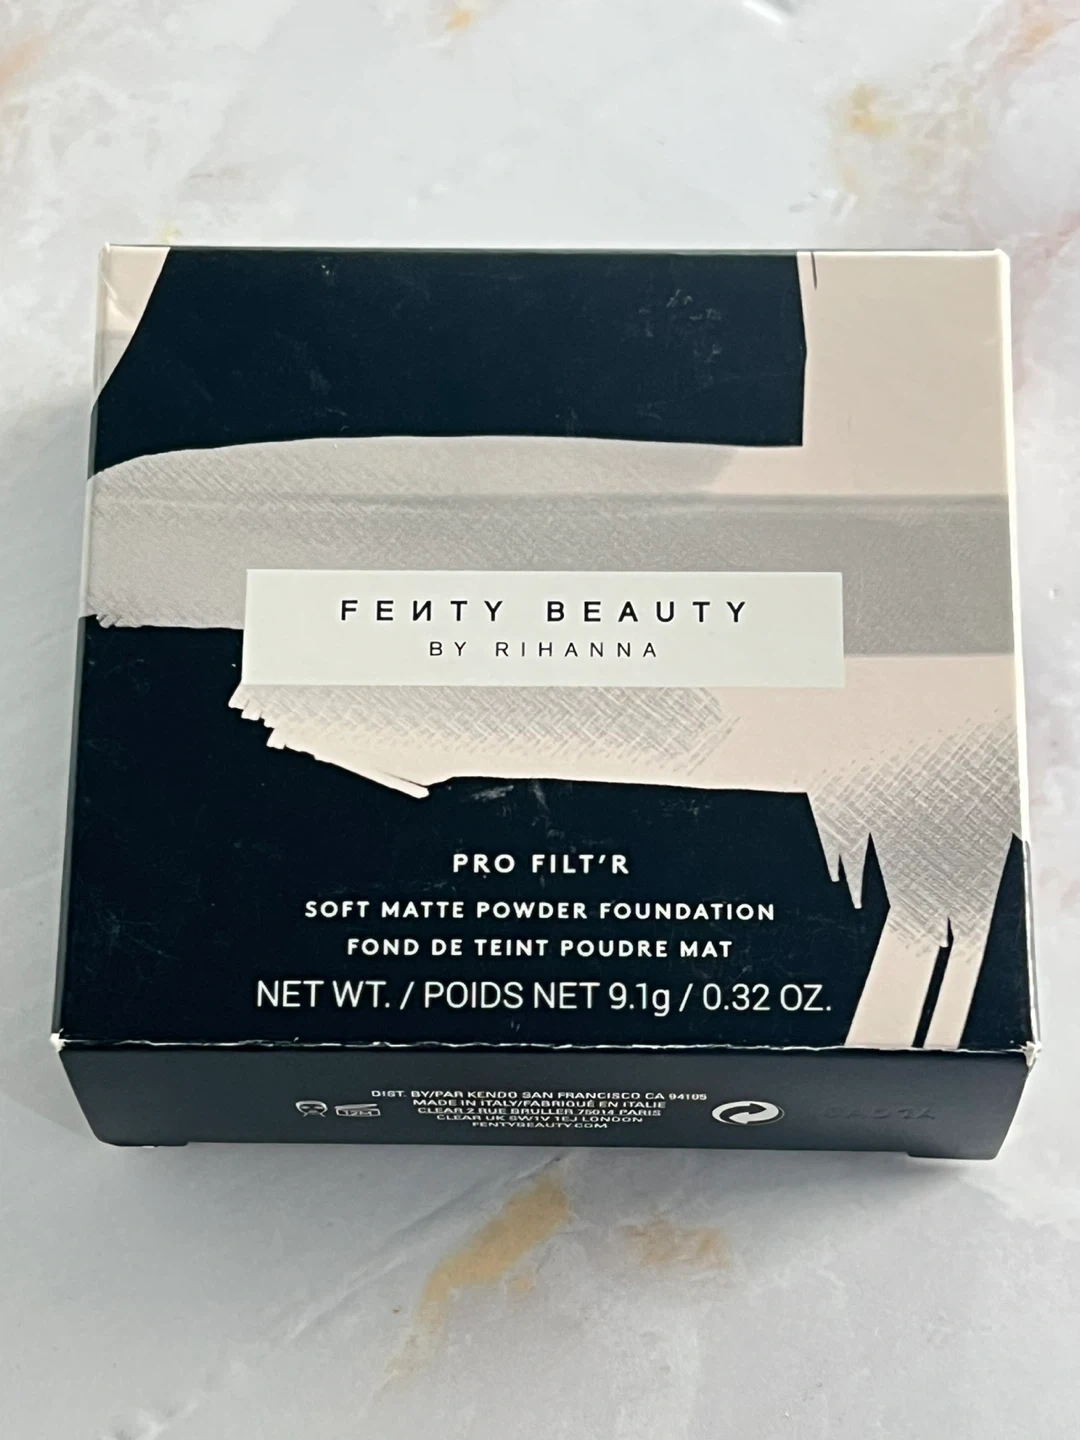 FEИTY BEAUTY
BY RIHANNA
PRO FILT'R
SOFT MATTE POWDER FOUNDATION
FOND DE TEINT POUDRE MAT
NET WT. / POIDS NET 9.1g / 0.32 OZ.
DIST. BY/PAR KENDO SAN FRANCISCO CA 94105
MADE IN ITALY/FABRIQUÉ EN ITALIE
CLEAR 2 RUE BRULLER 75014 PARIS
CLEAR UK SW1V 1EJ LONDON
FENTYBEAUTY.COM
12M